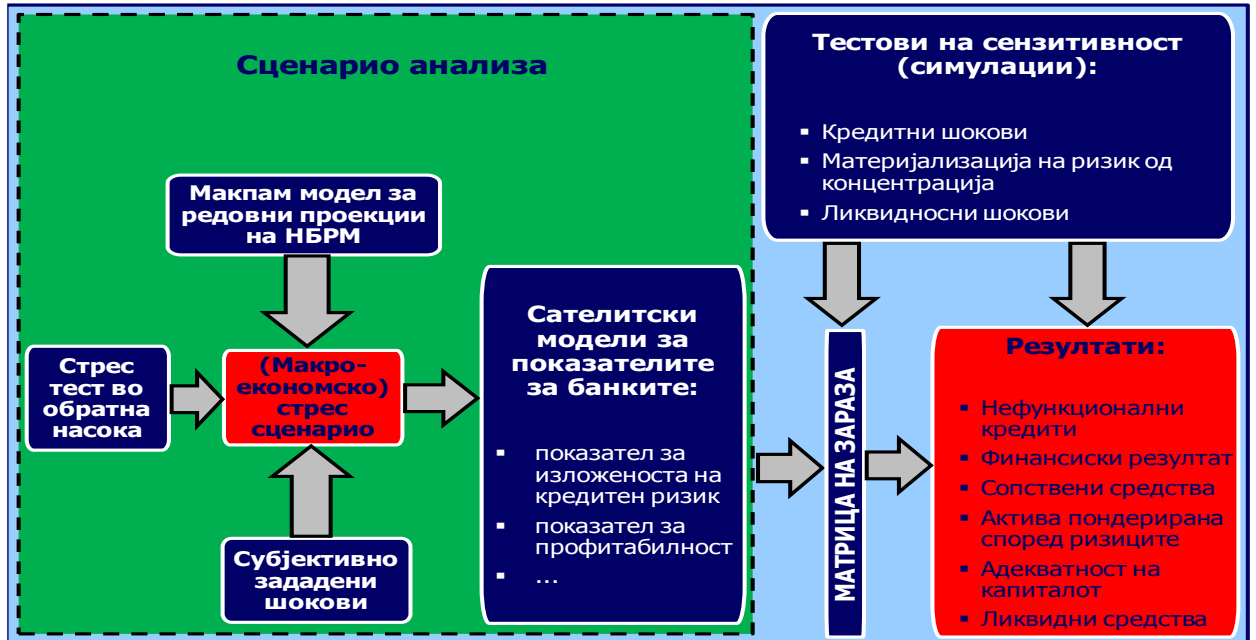 Сценарио анализа
Макпам модел за
редовни проекции
на НБРМ
Стрес
тест во
обратна
насока
(Макро-
економско)
стрес
сценарио
Субјективно
зададени
шокови
Сателитски
модели за
показателите
за банките:
▪ показател за
изложеноста на
кредитен ризик
▪ показател за
профитабилност
▪ ...
Тестови на сензитивност
(симулации):
▪ Кредитни шокови
▪ Материјализација на ризик од
концентрација
▪ Ликвидносни шокови
МАТРИЦА НА ЗАРАЗА
Резултати:
▪ Нефункционални
кредити
▪ Финансиски резултат
▪ Сопствени средства
▪ Актива пондерирана
според ризиците
▪ Адекватност на
капиталот
▪ Ликвидни средства